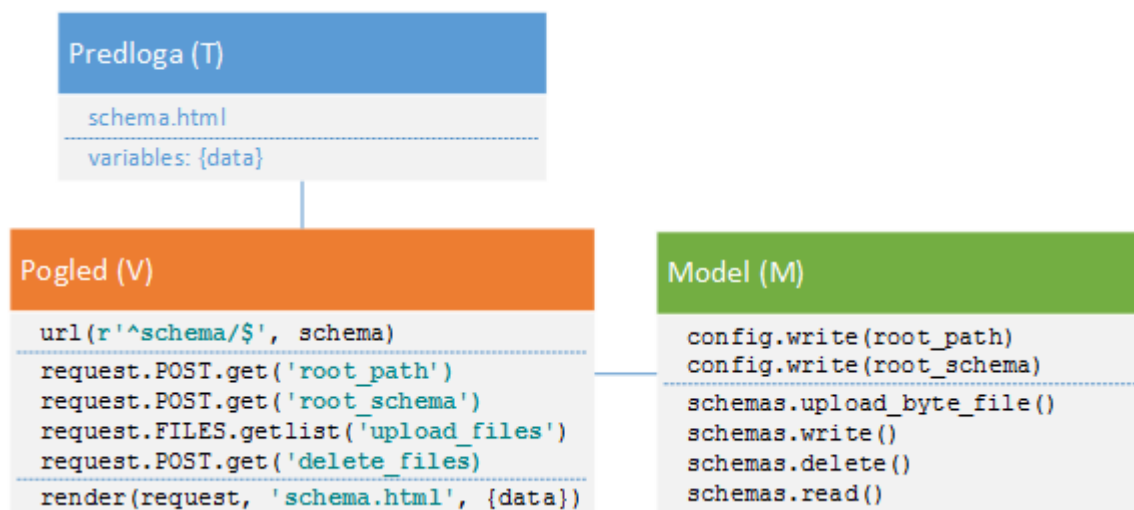 Predloga (T)
schema.html
variables: {data}
Pogled (V)
url(r'^schema/$', schema)
request.POST.get('root_path')
request.POST.get('root_schema')
request.FILES.getlist('upload_files')
request.POST.get('delete_files)
render(request, 'schema.html', {data})
Model (M)
config.write(root_path)
config.write(root_schema)
schemas.upload_byte_file()
schemas.write()
schemas.delete()
schemas.read()